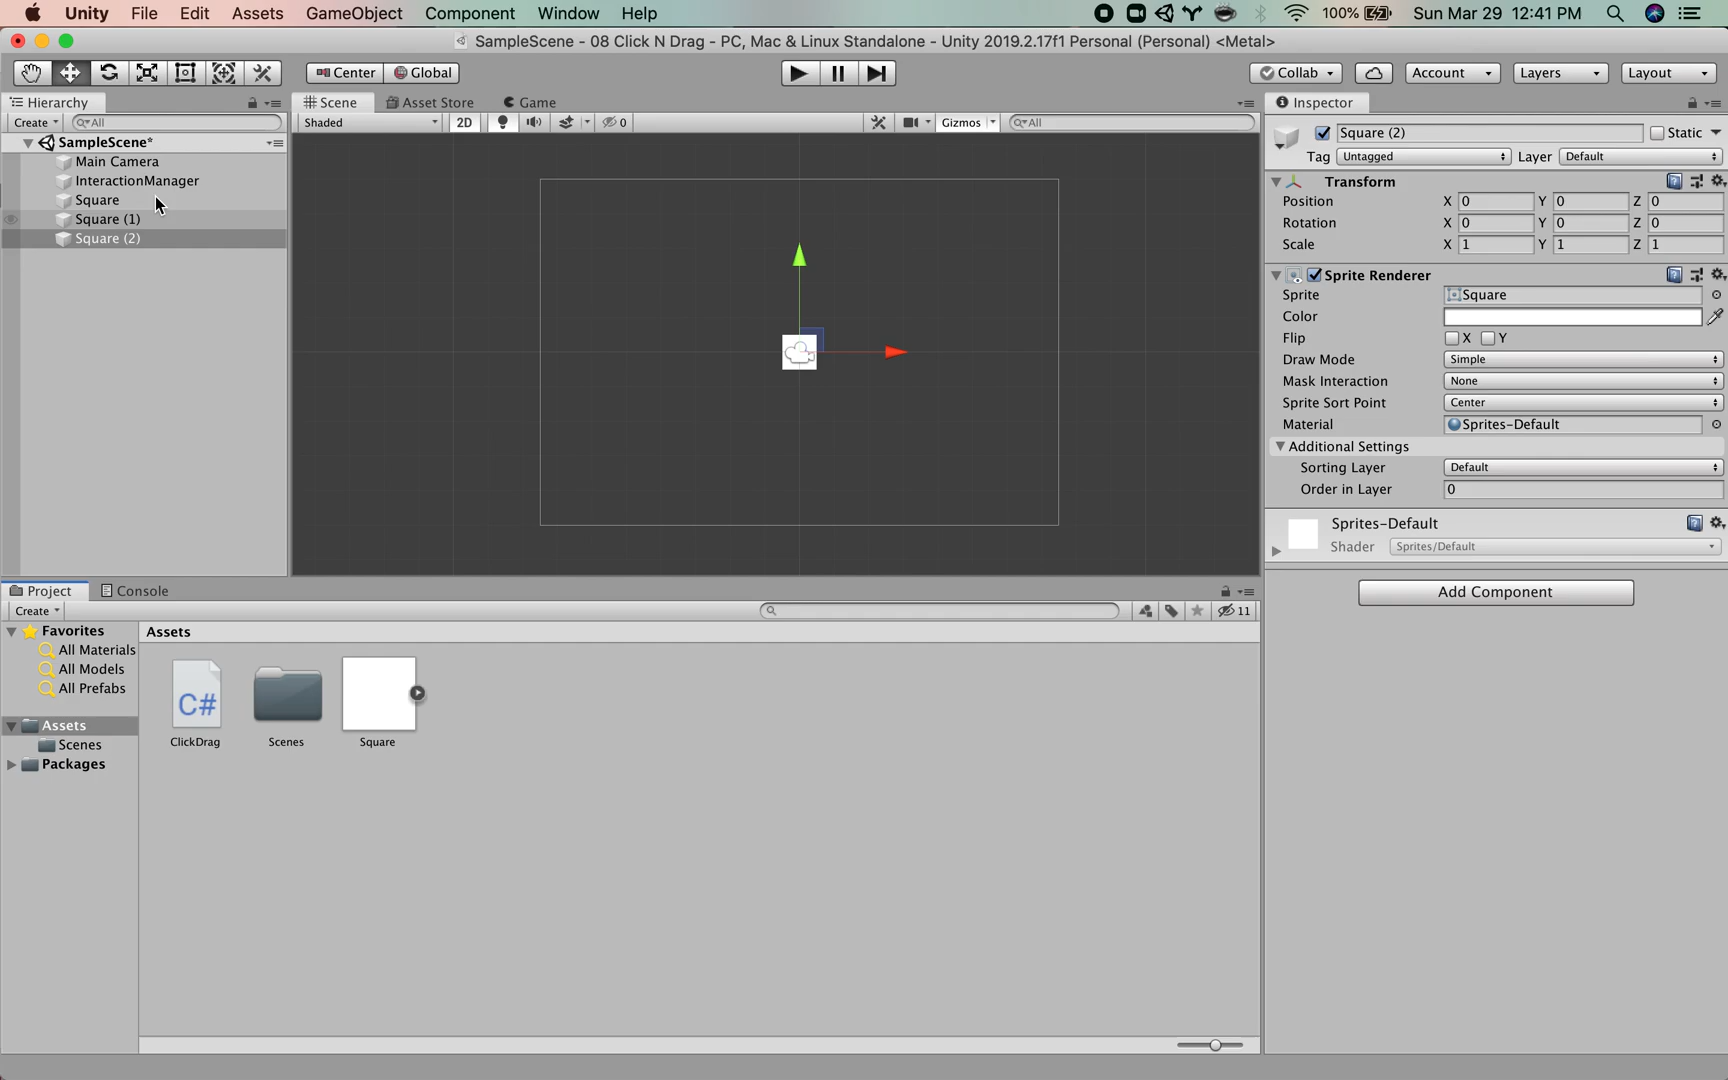 Unity File Edit Assets GameObject Component Window Help 100% Sun Mar 29 12:41 PM
SampleScene - 08 Click N Drag - PC, Mac & Linux Standalone - Unity 2019.2.17f1 Personal (Personal) <Metal>
Center Global Collab Account Layers Layout
Hierarchy Scene Asset Store Game Inspector
Create All Shaded 2D 0 Gizmos All
Square (2) Static
SampleScene*
Tag Untagged Layer Default
Main Camera
InteractionManager
Square
Square (1)
Square (2)
Transform
Position X 0 Y 0 Z 0
Rotation X 0 Y 0 Z 0
Scale X 1 Y 1 Z 1
Sprite Renderer
Sprite Square
Color
Flip X Y
Draw Mode Simple
Mask Interaction None
Sprite Sort Point Center
Material Sprites-Default
Additional Settings
Sorting Layer Default
Order in Layer 0
Sprites-Default
Shader Sprites/Default
Add Component
Project Console
Create 11
Favorites
All Materials
All Models
All Prefabs
Assets
Scenes
Packages
Assets
C#
ClickDrag Scenes Square